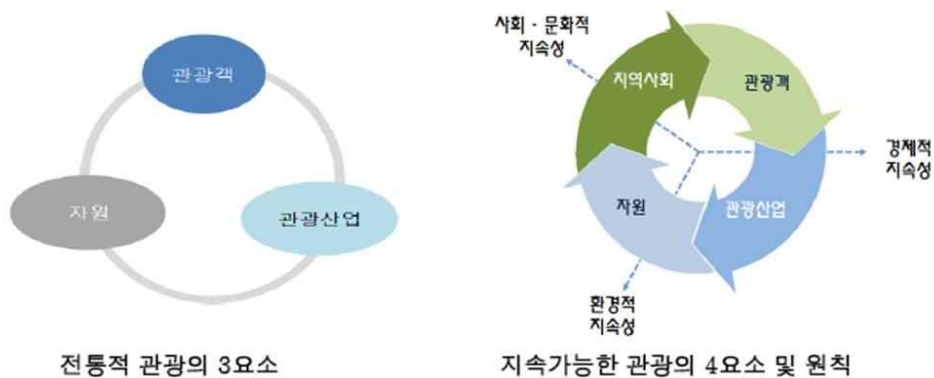 관광객
자원
관광산업
전통적 관광의 3요소
사회·문화적
지속성
지역사회
관광객
경제적
지속성
자원
관광산업
환경적
지속성
지속가능한 관광의 4요소 및 원칙